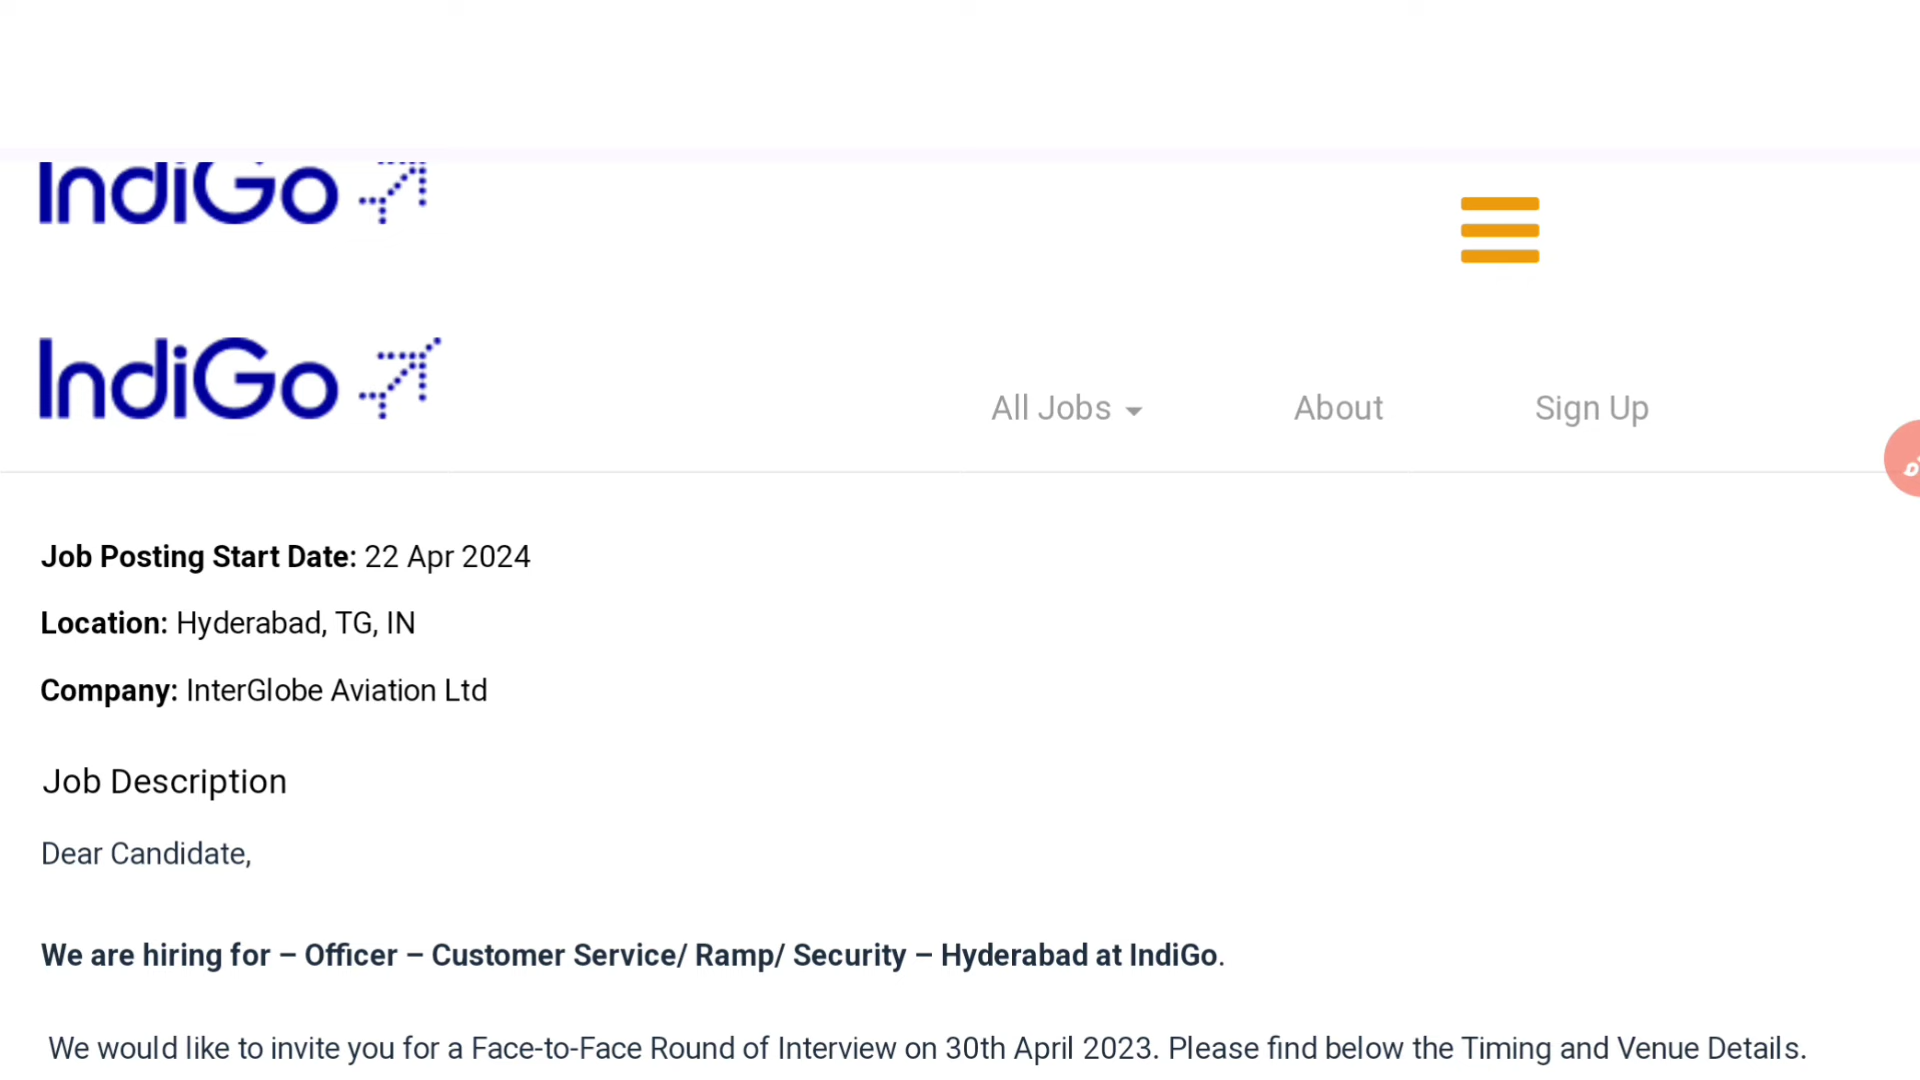 IndiGo
IndiGo
All Jobs
About
Sign Up
Job Posting Start Date: 22 Apr 2024
Location: Hyderabad, TG, IN
Company: InterGlobe Aviation Ltd
Job Description
Dear Candidate,
We are hiring for – Officer – Customer Service/ Ramp/ Security – Hyderabad at IndiGo.
We would like to invite you for a Face-to-Face Round of Interview on 30th April 2023. Please find below the Timing and Venue Details.